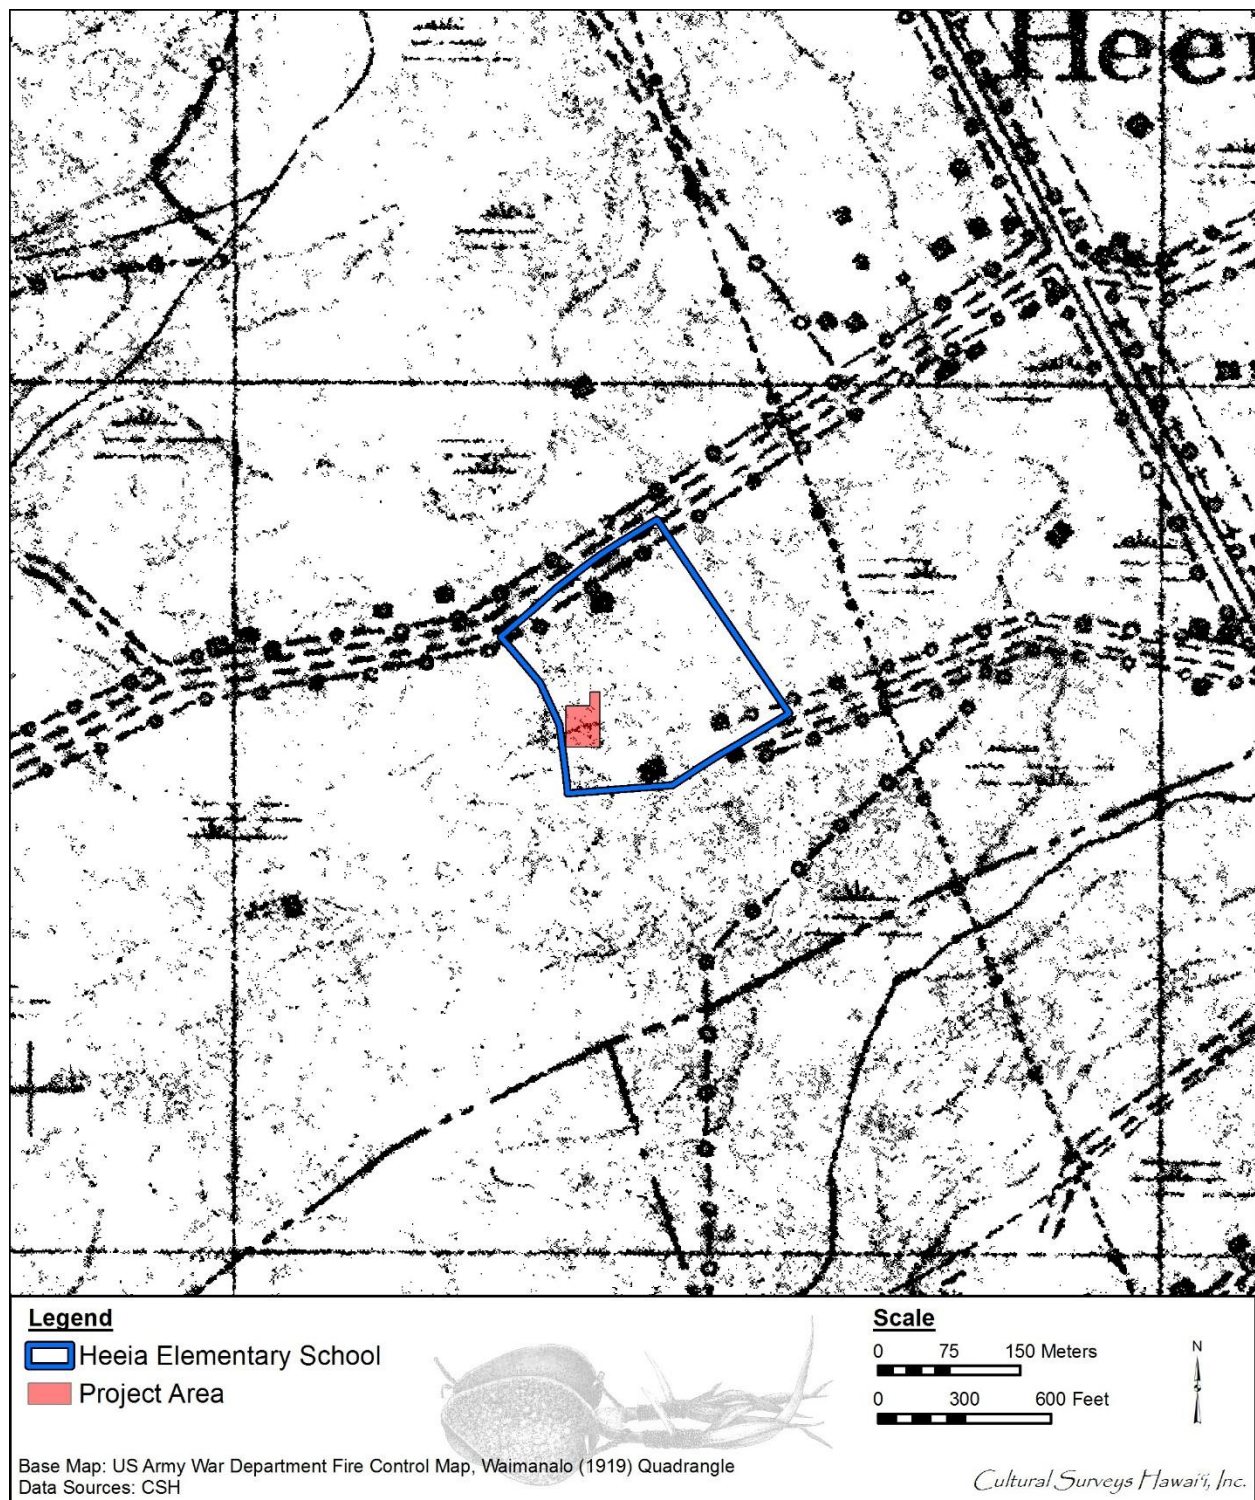 Heei
Legend
Heeia Elementary School
Project Area
Scale
0 75 150 Meters
0 300 600 Feet
N
Base Map: US Army War Department Fire Control Map, Waimanalo (1919) Quadrangle
Data Sources: CSH
Cultural Surveys Hawai‘i, Inc.